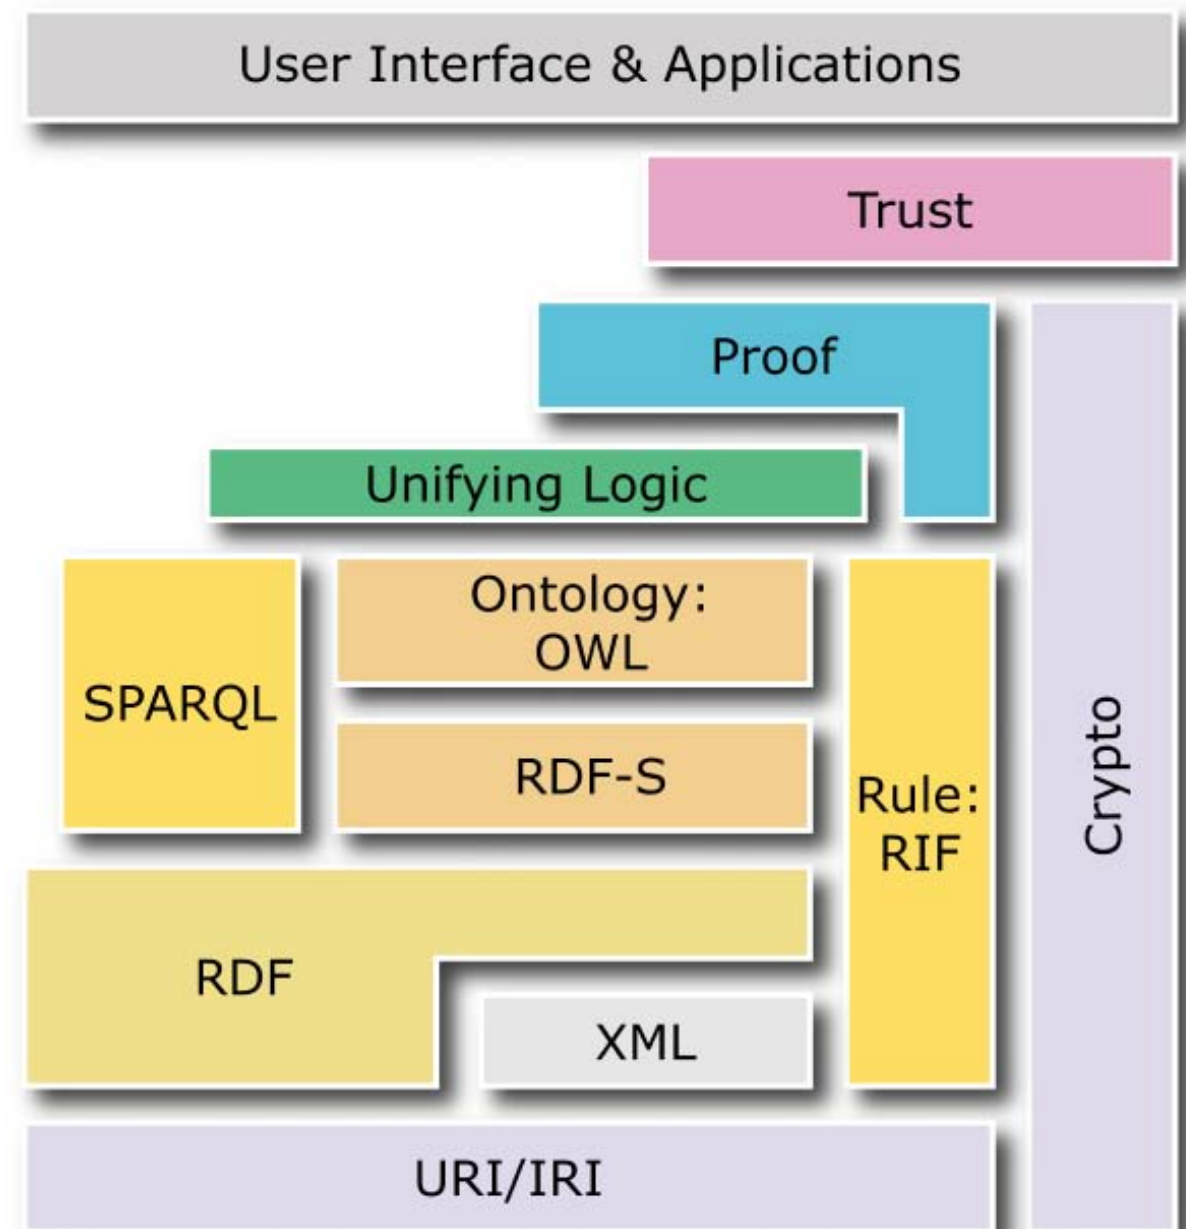 User Interface & Applications
Trust
Proof
Unifying Logic
SPARQL
Ontology:
OWL
RDF-S
Rule:
RIF
Crypto
RDF
XML
URI/IRI